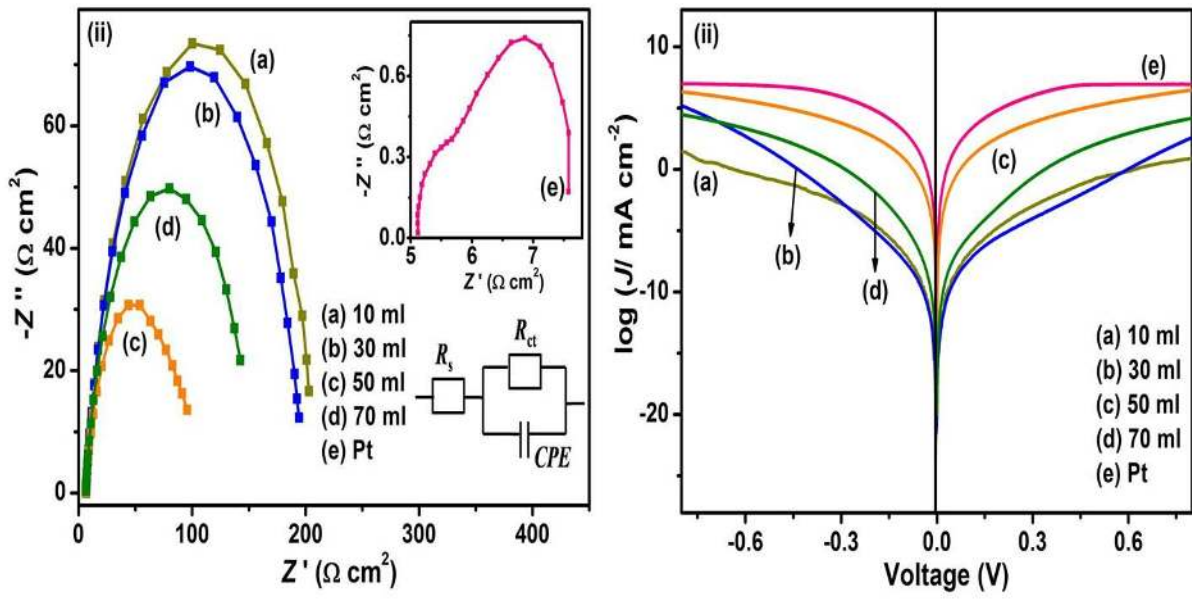 (ii)
-Z'' (Ω cm²)
60
40
20
0
0
100
200
300
400
Z' (Ω cm²)
(a)
(b)
(d)
(c)
-Z'' (Ω cm²)
0.6
0.3
0.0
5
6
7
8
Z' (Ω cm²)
(e)
(a) 10 ml
(b) 30 ml
(c) 50 ml
(d) 70 ml
(e) Pt
Rs
Rct
CPE
(ii)
log (J/ mA cm-2)
10
0
-10
-20
-0.6
-0.3
0.0
0.3
0.6
Voltage (V)
(e)
(c)
(a)
(b)
(d)
(a) 10 ml
(b) 30 ml
(c) 50 ml
(d) 70 ml
(e) Pt